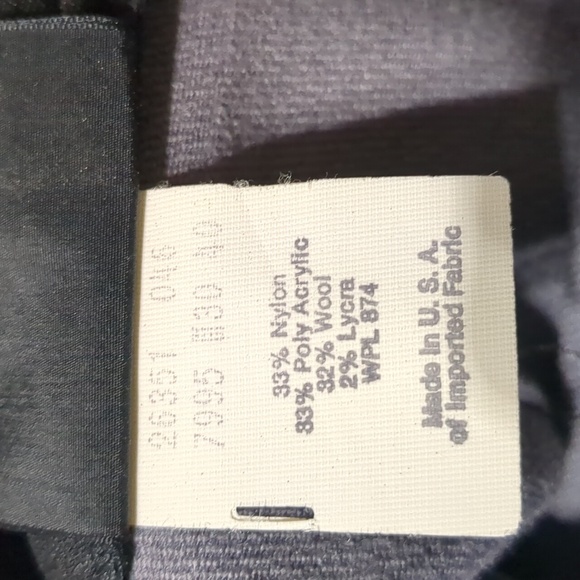 26351 046
7995 W30 40
33% Nylon
33% Poly Acrylic
32% Wool
2% Lycra
WPL 874
Made In U. S. A.
of Imported Fabric